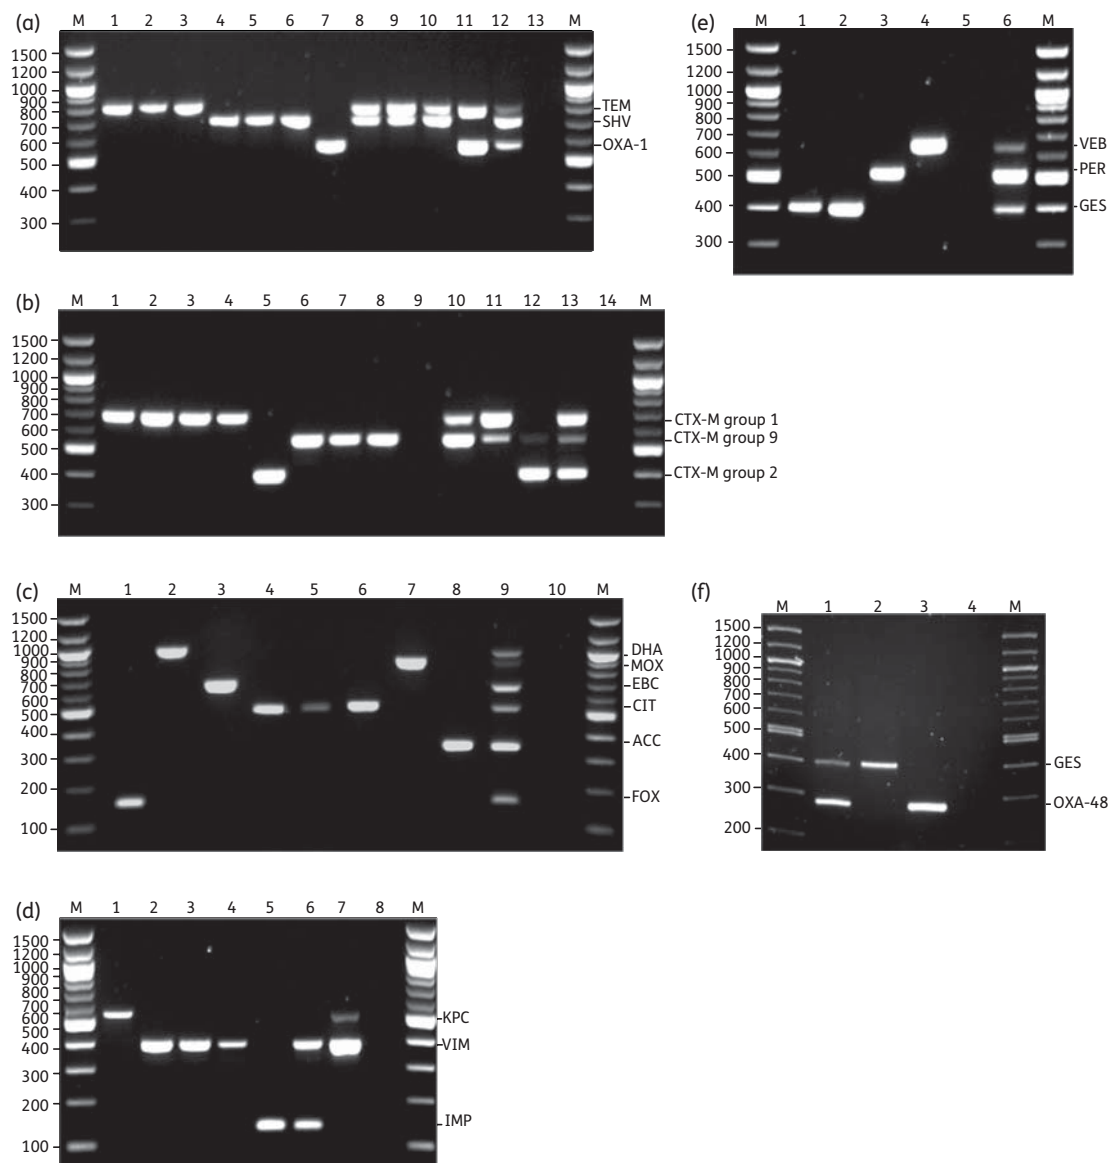 (a)
M 1 2 3 4 5 6 7 8 9 10 11 12 13 M
1500
1200
1000
900
800
700
600
500
400
300
TEM
SHV
OXA-1
(e)
M 1 2 3 4 5 6 M
1500
1200
1000
900
800
700
600
500
400
300
VEB
PER
GES
(b)
M 1 2 3 4 5 6 7 8 9 10 11 12 13 14 M
1500
1200
1000
900
800
700
600
500
400
300
CTX-M group 1
CTX-M group 9
CTX-M group 2
(c)
M 1 2 3 4 5 6 7 8 9 10 M
1500
1200
1000
900
800
700
600
500
400
300
200
100
DHA
MOX
EBC
CIT
ACC
FOX
(f)
M 1 2 3 4 M
1500
1200
1000
900
800
700
600
500
400
300
200
GES
OXA-48
(d)
M 1 2 3 4 5 6 7 8 M
1500
1200
1000
900
800
700
600
500
400
300
200
100
KPC
VIM
IMP